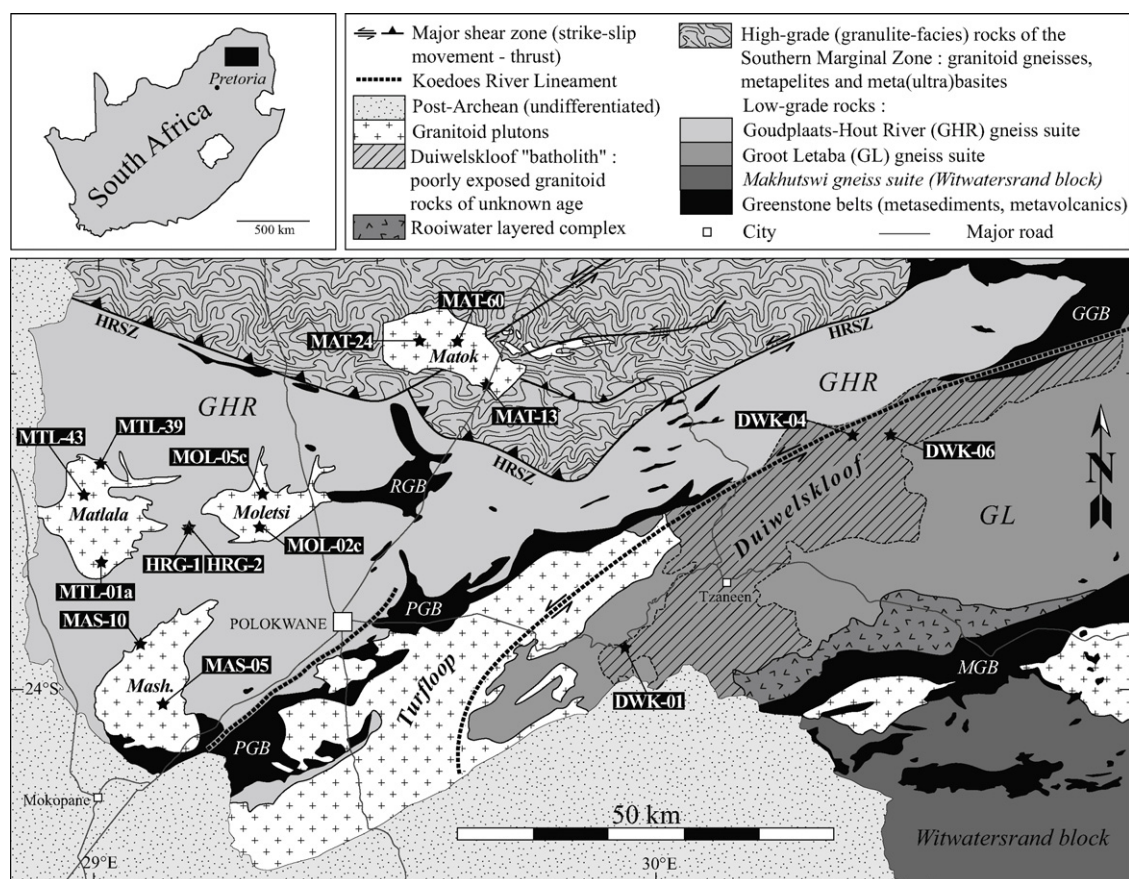 Pretoria
South Africa
500 km
Major shear zone (strike-slip
movement - thrust)
Koedoes River Lineament
Post-Archean (undifferentiated)
Granitoid plutons
Duiwelskloof "batholith" :
poorly exposed granitoid
rocks of unknown age
Rooiwater layered complex
High-grade (granulite-facies) rocks of the
Southern Marginal Zone : granitoid gneisses,
metapelites and meta(ultra)basites
Low-grade rocks :
Goudplaats-Hout River (GHR) gneiss suite
Groot Letaba (GL) gneiss suite
Makhutswi gneiss suite (Witwatersrand block)
Greenstone belts (metasediments, metavolcanics)
City
Major road
HRSZ
MAT-60
MAT-24
Matok
MAT-13
HRSZ
GGB
GHR
GHR
MTL-43
MTL-39
MOL-05c
HRSZ
DWK-04
DWK-06
RGB
Matlala
Moletsi
N
HRG-1
HRG-2
MOL-02c
Duiwelskloof
GL
MTL-01a
MAS-10
POLOKWANE
PGB
Tzaneen
MAS-05
24°S
Mash.
Turfloop
DWK-01
MGB
PGB
Mokopane
50 km
Witwatersrand block
29°E
30°E